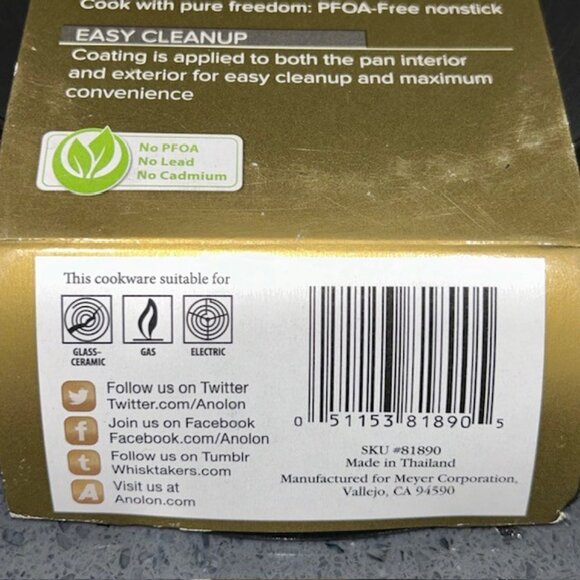 Cook with pure freedom: PFOA-Free nonstick
EASY CLEANUP
Coating is applied to both the pan interior
and exterior for easy cleanup and maximum
convenience
No PFOA
No Lead
No Cadmium
This cookware suitable for
GLASS-
CERAMIC
GAS
ELECTRIC
Follow us on Twitter
Twitter.com/Anolon
Join us on Facebook
Facebook.com/Anolon
Follow us on Tumblr
Whisktakers.com
Visit us at
Anolon.com
0 51153 81890 5
SKU #81890
Made in Thailand
Manufactured for Meyer Corporation,
Vallejo, CA 94590